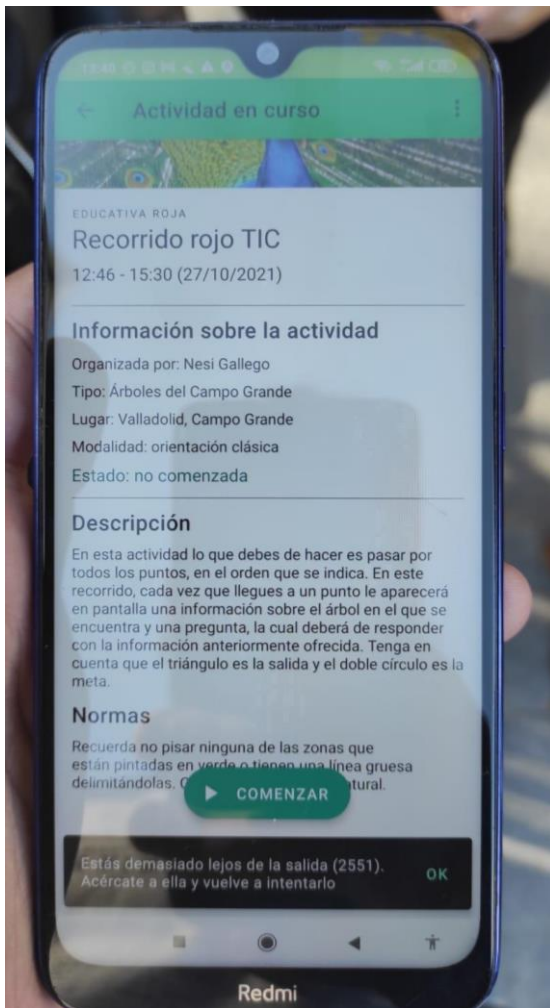 Actividad en curso
EDUCATIVA ROJA
Recorrido rojo TIC
12:46 - 15:30 (27/10/2021)
Información sobre la actividad
Organizada por: Nesi Gallego
Tipo: Árboles del Campo Grande
Lugar: Valladolid, Campo Grande
Modalidad: orientación clásica
Estado: no comenzada
Descripción
En esta actividad lo que debes de hacer es pasar por
todos los puntos, en el orden que se indica. En este
recorrido, cada vez que llegues a un punto le aparecerá
en pantalla una información sobre el árbol en el que se
encuentra y una pregunta, la cual deberá de responder
con la información anteriormente ofrecida. Tenga en
cuenta que el triángulo es la salida y el doble círculo es la
meta.
Normas
Recuerda no pisar ninguna de las zonas que
están pintadas en verde o tienen una línea gruesa
delimitándolas.
COMENZAR
Estás demasiado lejos de la salida (2551).
Acércate a ella y vuelve a intentarlo
OK
Redmi